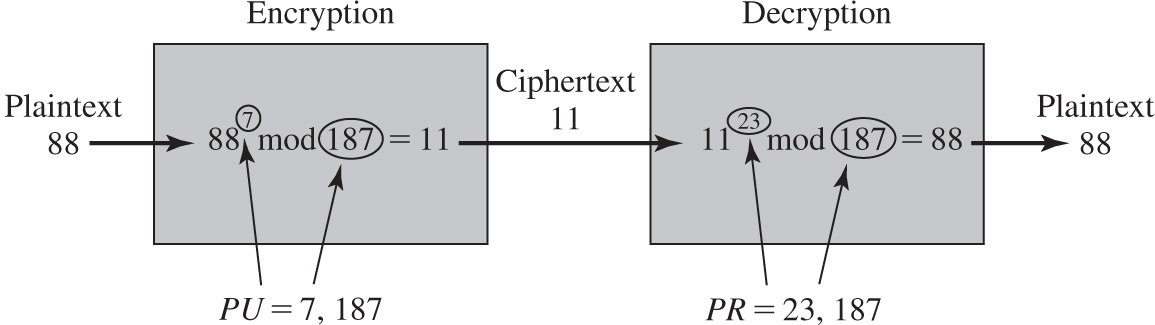 Encryption
Decryption
Plaintext
88
88^7 mod 187 = 11
Ciphertext
11
11^23 mod 187 = 88
Plaintext
88
PU = 7, 187
PR = 23, 187